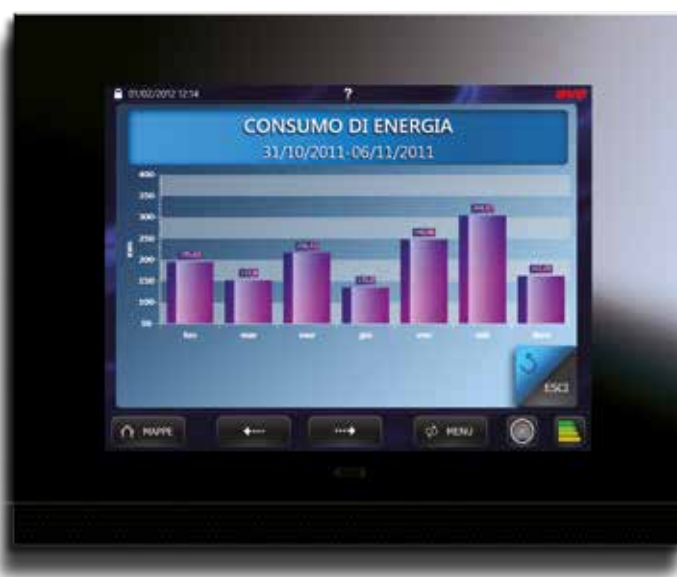 01/02/2012 12:14
?
ave
CONSUMO DI ENERGIA
31/10/2011-06/11/2011
400
350
300
250
200
150
100
50
lun
mar
mer
gio
ven
sab
dom
ESCI
MAPPE
MENU